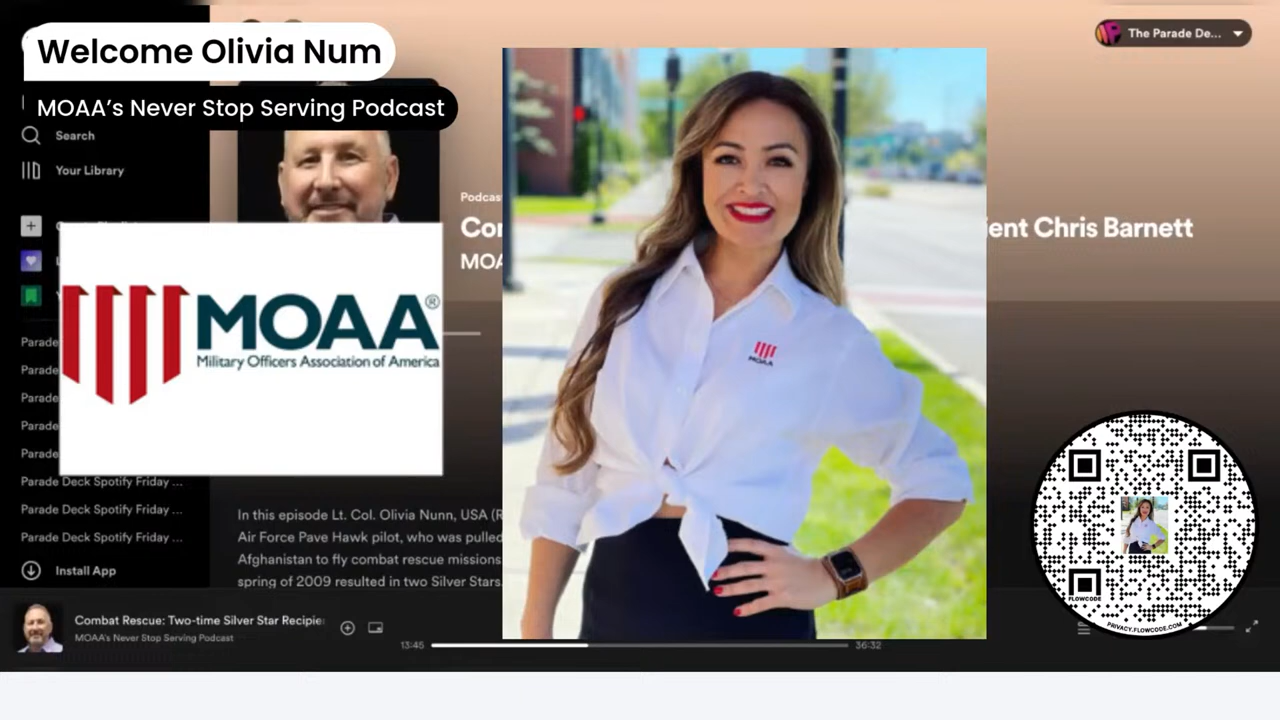 Welcome Olivia Num
MOAA's Never Stop Serving Podcast
The Parade De...
Search
Your Library
Podcas
Cor
ient Chris Barnett
MOA
MOAA®
Military Officers Association of America
MOAA
Parade
Parade
Parade
Parade
Parade
Parade Deck Spotify Friday ...
Parade Deck Spotify Friday ...
Parade Deck Spotify Friday ...
Install App
In this episode Lt. Col. Olivia Nunn, USA (R
Air Force Pave Hawk pilot, who was pulled
Afghanistan to fly combat rescue missions
spring of 2009 resulted in two Silver Stars.
Combat Rescue: Two-time Silver Star Recipie
MOAA's Never Stop Serving Podcast
13:45
36:32
FLOWCODE
PRIVACY.FLOWCODE.COM